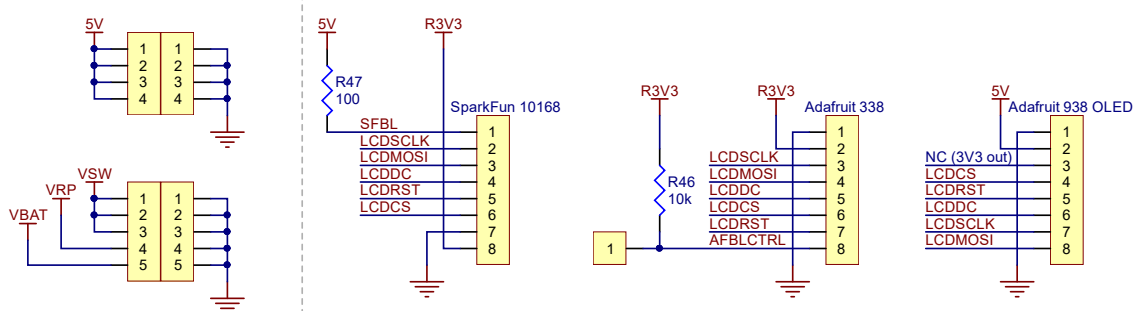 5V
1 1
2 2
3 3
4 4
VSW
VRP
VBAT
1 1
2 2
3 3
4 4
5 5
5V
R3V3
R47
100
SparkFun 10168
SFBL 1
LCDSCLK 2
LCDMOSI 3
LCDDC 4
LCDRST 5
LCDCS 6
7
8
R3V3
R46
10k
1
R3V3
Adafruit 338
1
2
LCDSCLK 3
LCDMOSI 4
LCDDC 5
LCDCS 6
LCDRST 7
AFBLCTRL 8
5V
Adafruit 938 OLED
1
2
NC (3V3 out) 3
LCDCS 4
LCDRST 5
LCDDC 6
LCDSCLK 7
LCDMOSI 8